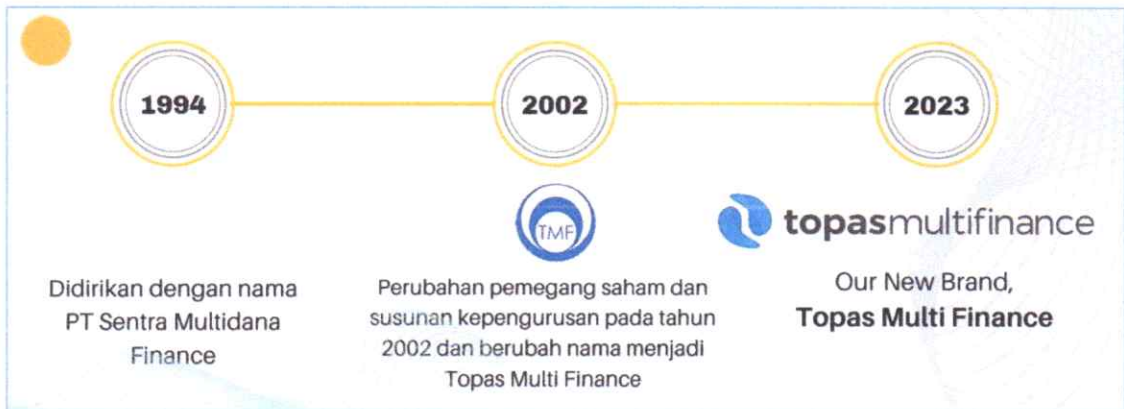 1994
2002
2023
TMF
topasmultifinance
Didirikan dengan nama
PT Sentra Multidana
Finance
Perubahan pemegang saham dan
susunan kepengurusan pada tahun
2002 dan berubah nama menjadi
Topas Multi Finance
Our New Brand,
Topas Multi Finance